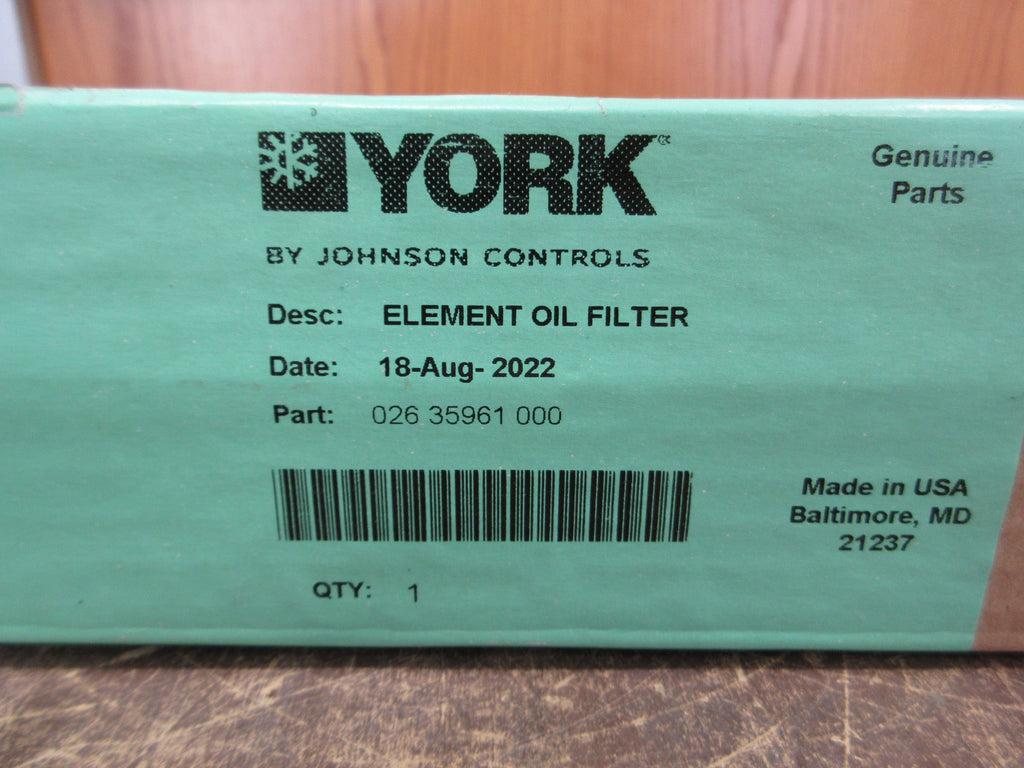 YORK®
Genuine
Parts
BY JOHNSON CONTROLS
Desc: ELEMENT OIL FILTER
Date: 18-Aug- 2022
Part: 026 35961 000
Made in USA
Baltimore, MD
21237
QTY: 1